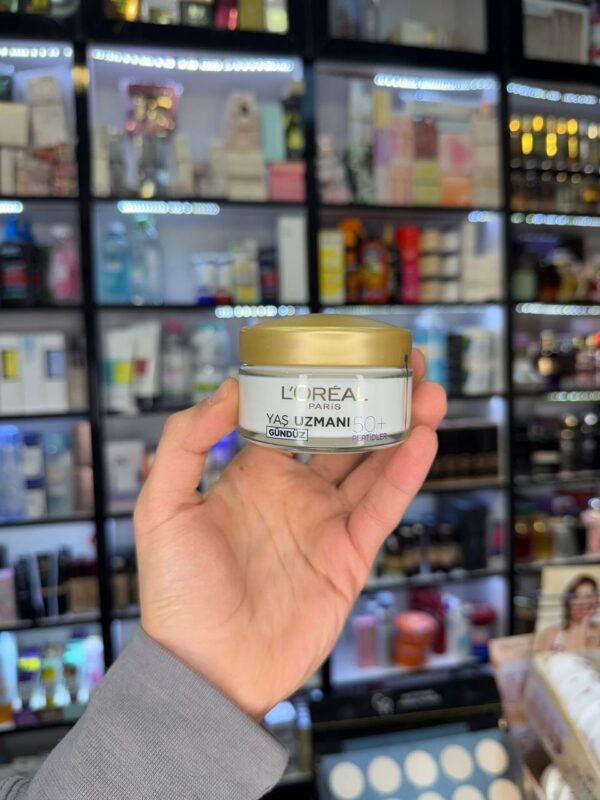 L'ORÉAL
PARIS
YAŞ UZMANI 50+
GÜNDÜZ PEPTİDLER